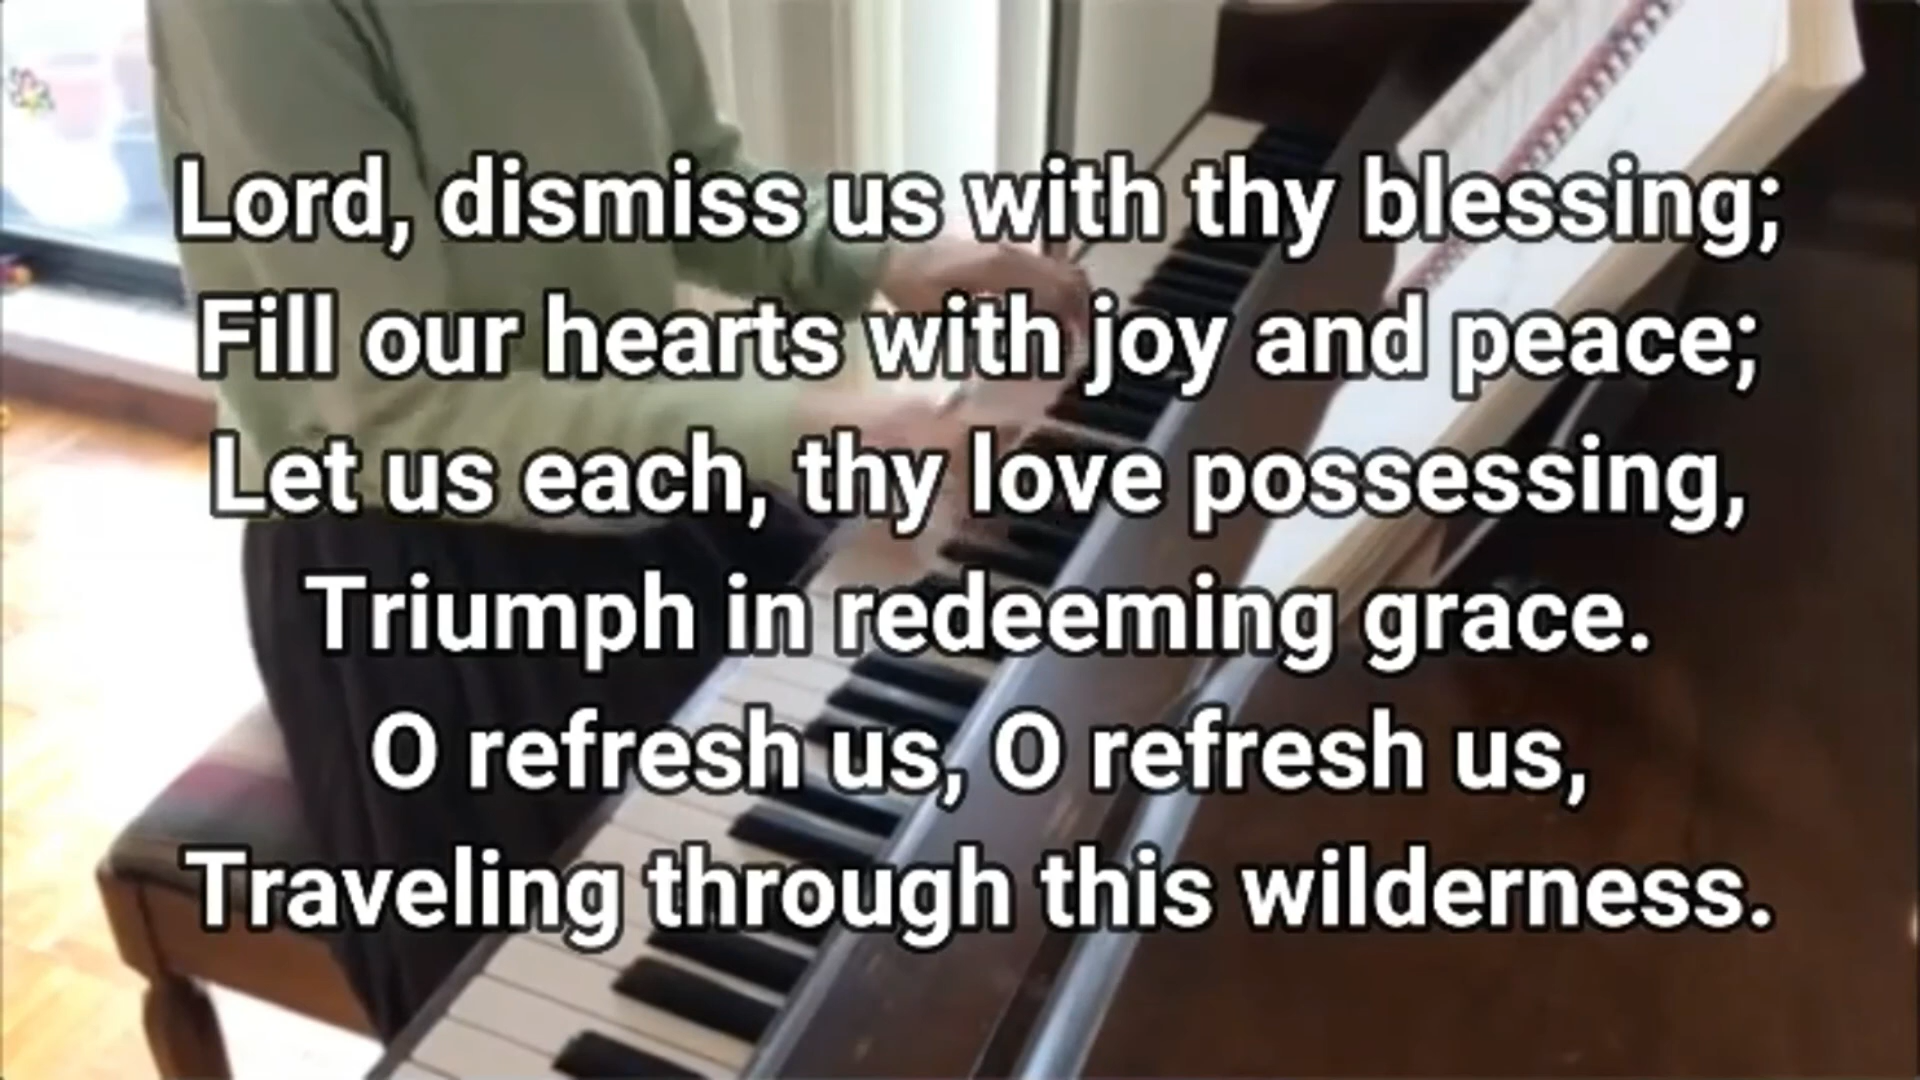 Lord, dismiss us with thy blessing;
Fill our hearts with joy and peace;
Let us each, thy love possessing,
Triumph in redeeming grace.
O refresh us, O refresh us,
Traveling through this wilderness.